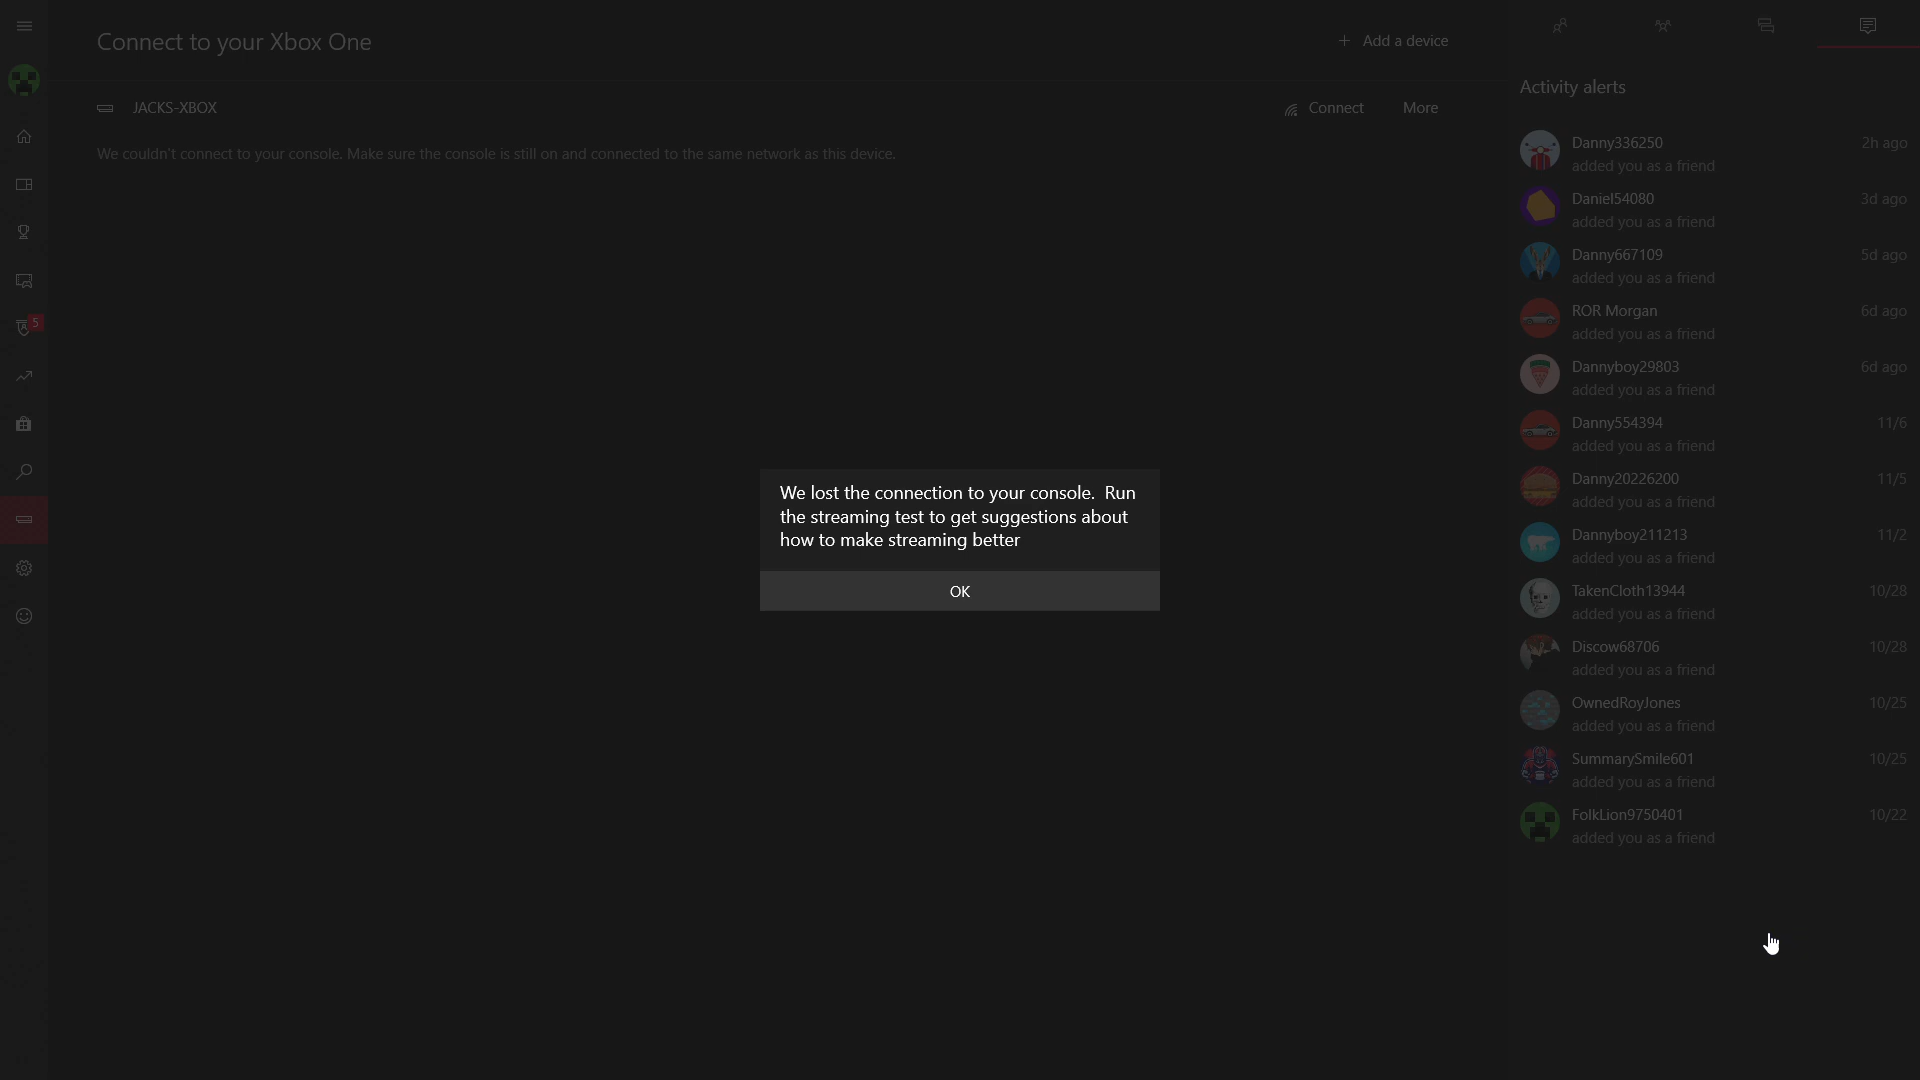 Connect to your Xbox One
+ Add a device
JACKS-XBOX
Connect
More
We couldn't connect to your console. Make sure the console is still on and connected to the same network as this device.
5
We lost the connection to your console.  Run
the streaming test to get suggestions about
how to make streaming better
OK
Activity alerts
Danny336250 2h ago
added you as a friend
Daniel54080 3d ago
added you as a friend
Danny667109 5d ago
added you as a friend
ROR Morgan 6d ago
added you as a friend
Dannyboy29803 6d ago
added you as a friend
Danny554394 11/6
added you as a friend
Danny20226200 11/5
added you as a friend
Dannyboy211213 11/2
added you as a friend
TakenCloth13944 10/28
added you as a friend
Discow68706 10/28
added you as a friend
OwnedRoyJones 10/25
added you as a friend
SummarySmile601 10/25
added you as a friend
FolkLion9750401 10/22
added you as a friend